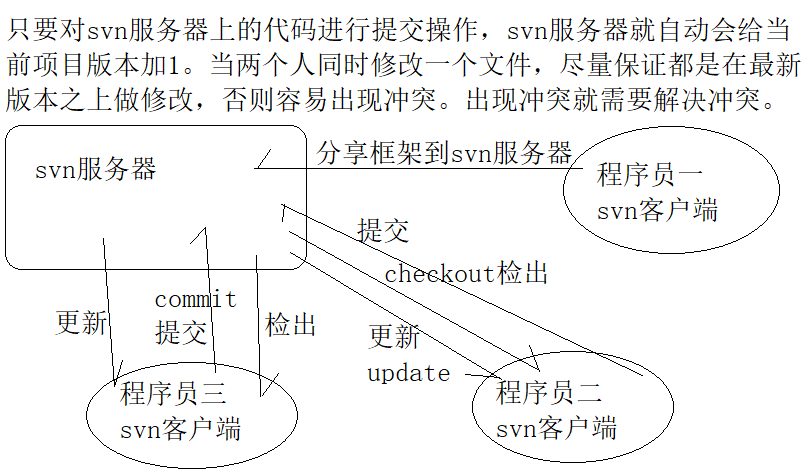 只要对svn服务器上的代码进行提交操作，svn服务器就自动会给当
前项目版本加1。当两个人同时修改一个文件，尽量保证都是在最新
版本之上做修改，否则容易出现冲突。出现冲突就需要解决冲突。
svn服务器
分享框架到svn服务器
程序员一
svn客户端
提交
checkout检出
更新
commit
提交
检出
更新
update
程序员三
svn客户端
程序员二
svn客户端